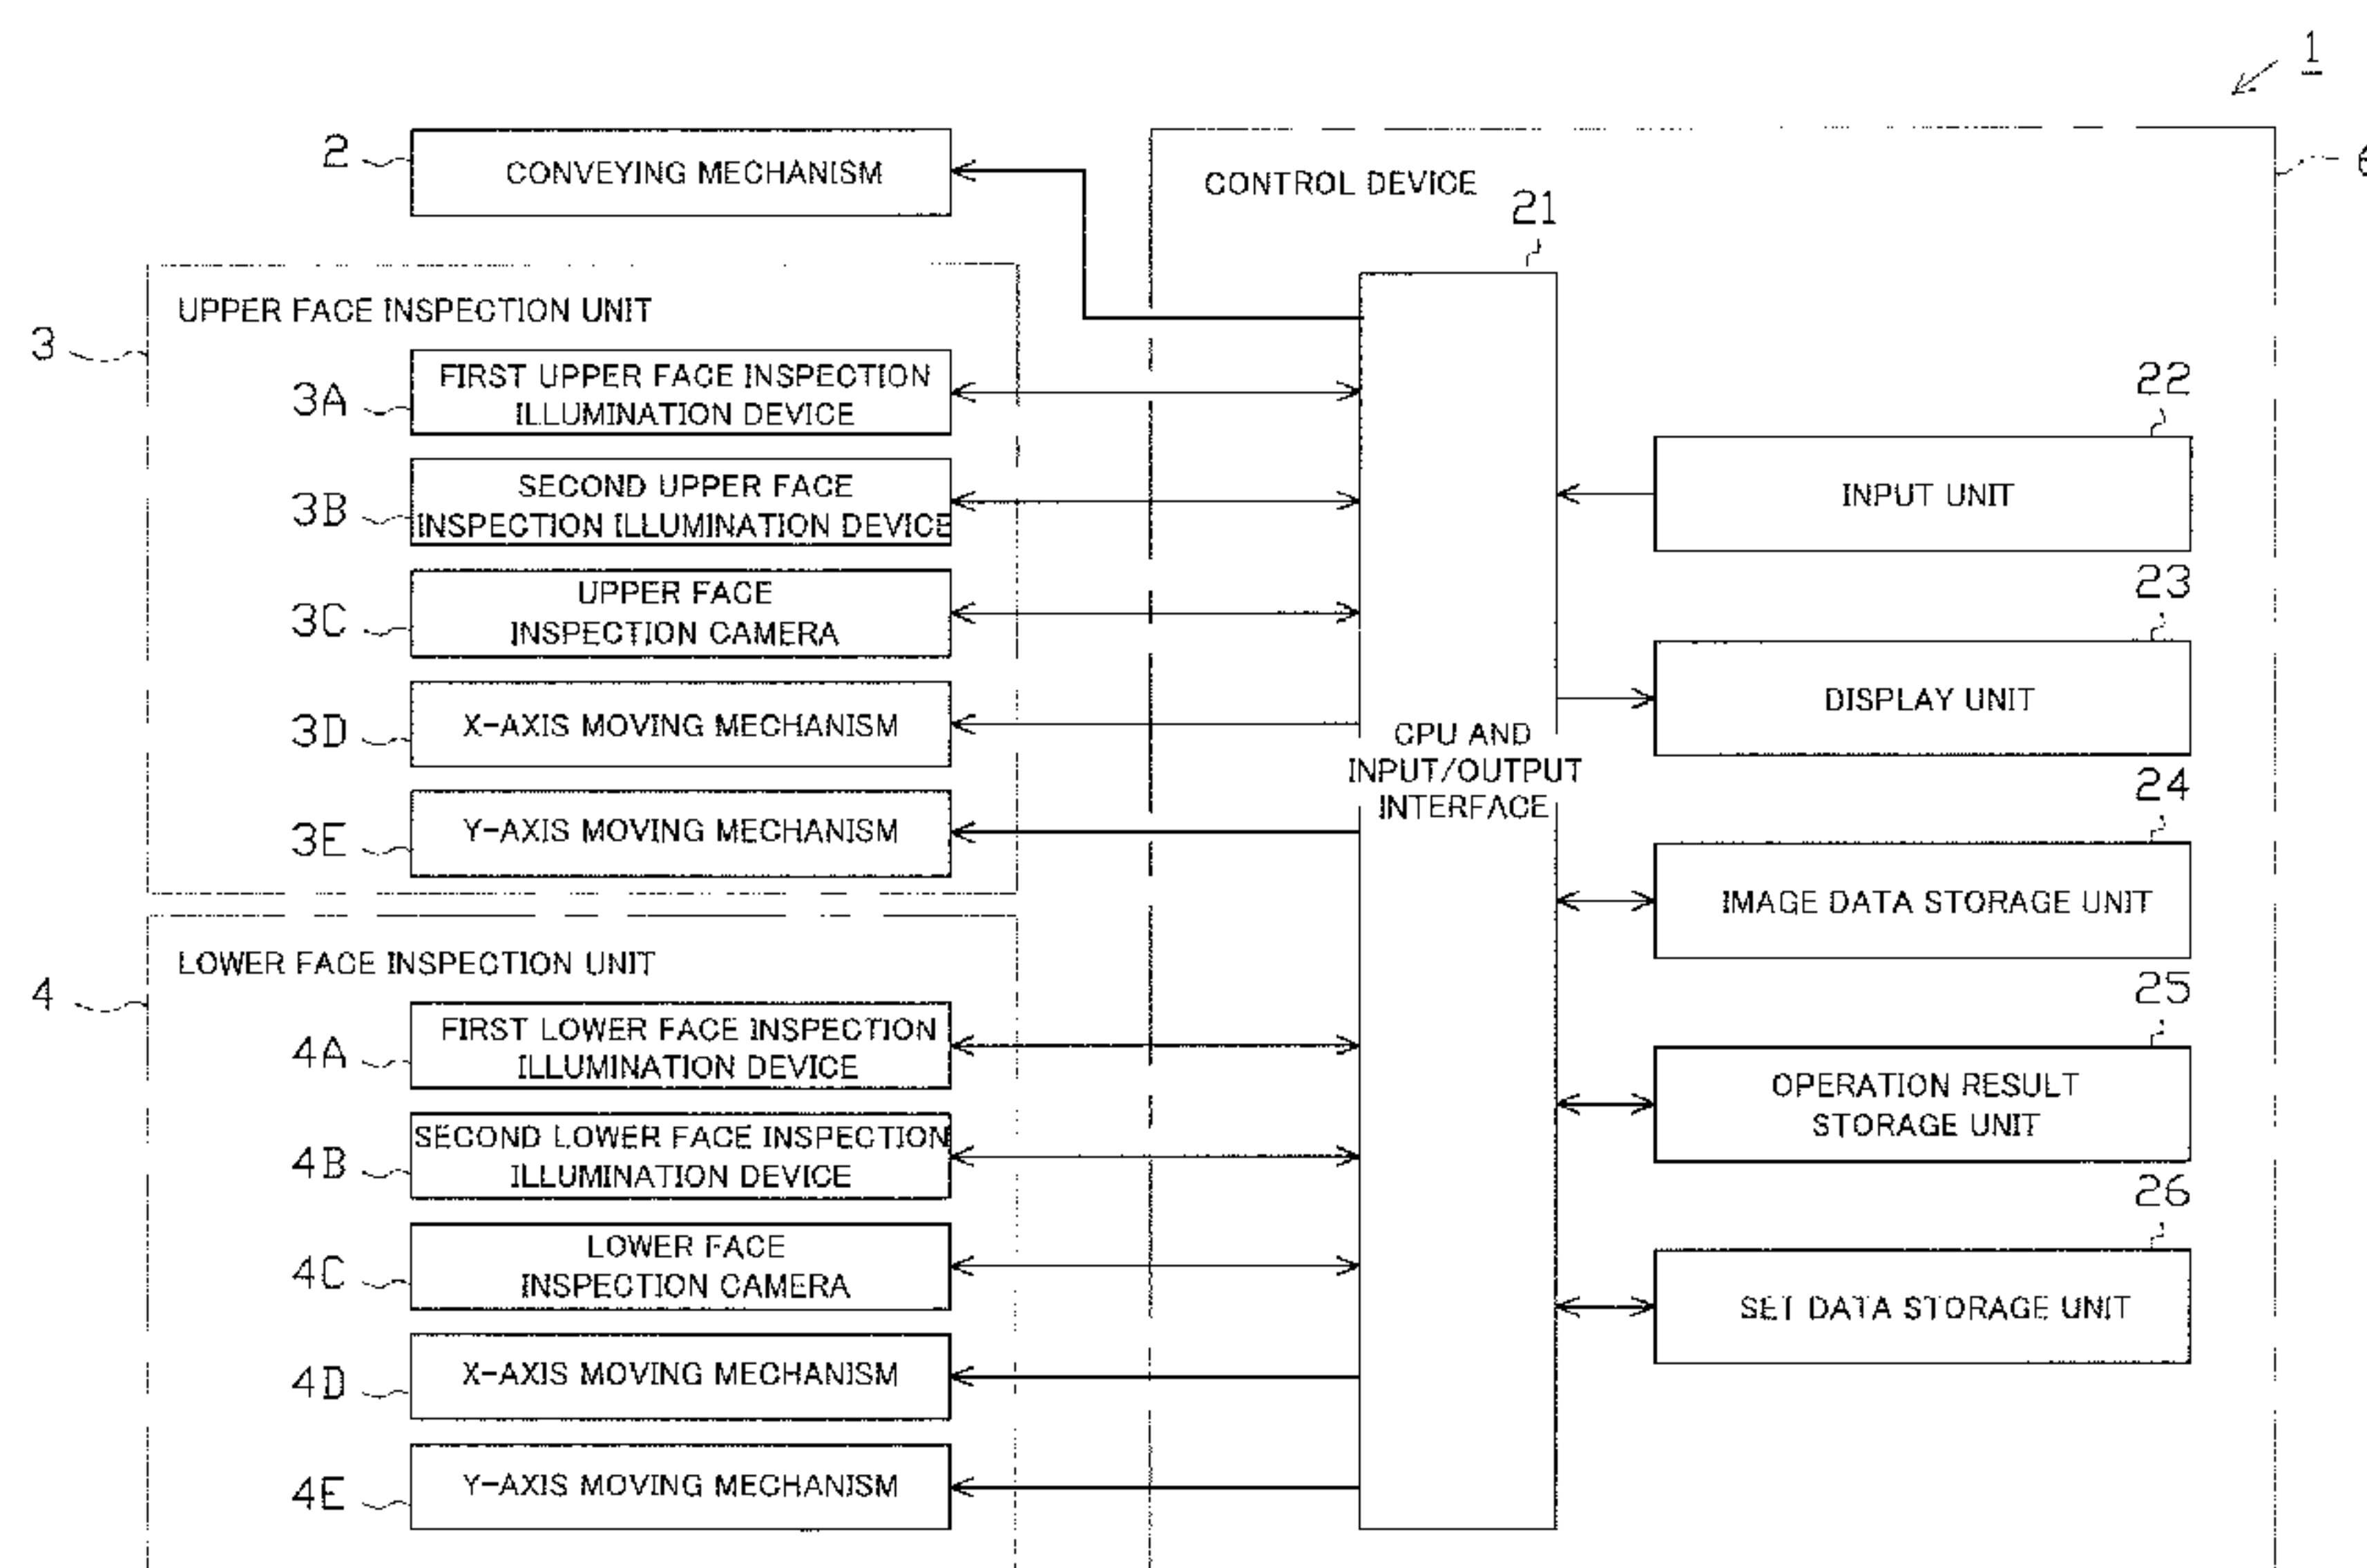 1
2
CONVEYING MECHANISM
CONTROL DEVICE
6
21
UPPER FACE INSPECTION UNIT
3
3A
FIRST UPPER FACE INSPECTION
ILLUMINATION DEVICE
3B
SECOND UPPER FACE
INSPECTION ILLUMINATION DEVICE
3C
UPPER FACE
INSPECTION CAMERA
3D
X-AXIS MOVING MECHANISM
3E
Y-AXIS MOVING MECHANISM
CPU AND
INPUT/OUTPUT
INTERFACE
22
INPUT UNIT
23
DISPLAY UNIT
24
IMAGE DATA STORAGE UNIT
25
OPERATION RESULT
STORAGE UNIT
26
SET DATA STORAGE UNIT
LOWER FACE INSPECTION UNIT
4
4A
FIRST LOWER FACE INSPECTION
ILLUMINATION DEVICE
4B
SECOND LOWER FACE INSPECTION
ILLUMINATION DEVICE
4C
LOWER FACE
INSPECTION CAMERA
4D
X-AXIS MOVING MECHANISM
4E
Y-AXIS MOVING MECHANISM